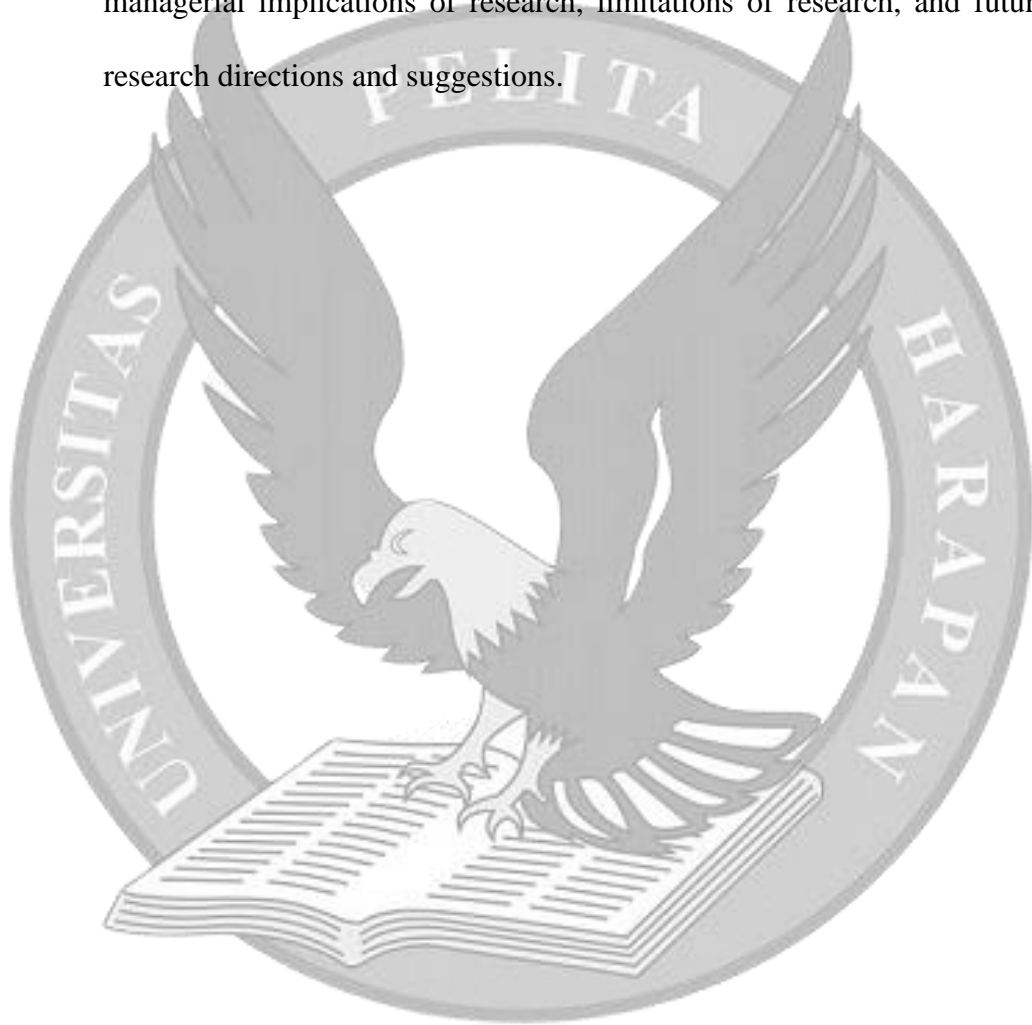 managerial implications of research, limitations of research, and futur
research directions and suggestions.
UNIVERSITAS PELITA HARAPAN